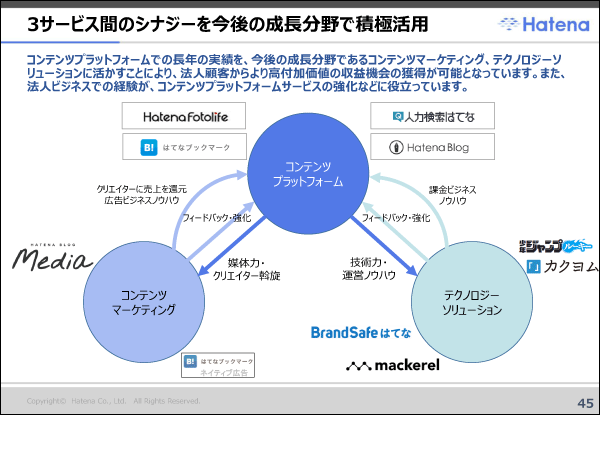 3サービス間のシナジーを今後の成長分野で積極活用
Hatena
コンテンツプラットフォームでの長年の実績を、今後の成長分野であるコンテンツマーケティング、テクノロジーソ
リューションに活かすことにより、法人顧客からより高付加価値の収益機会の獲得が可能となっています。また、
法人ビジネスでの経験が、コンテンツプラットフォームサービスの強化などに役立っています。
Hatena Fotolife
人力検索はてな
B! はてなブックマーク
Hatena Blog
コンテンツ
プラットフォーム
クリエイターに売上を還元
広告ビジネスノウハウ
課金ビジネス
ノウハウ
フィードバック・強化
フィードバック・強化
HATENA BLOG
Media
媒体力・
クリエイター斡旋
技術力・
運営ノウハウ
ジャンプ
ルーキー
カクヨム
コンテンツ
マーケティング
テクノロジー
ソリューション
BrandSafe はてな
B! はてなブックマーク
ネイティブ広告
mackerel
Copyright© Hatena Co., Ltd. All Rights Reserved.
45